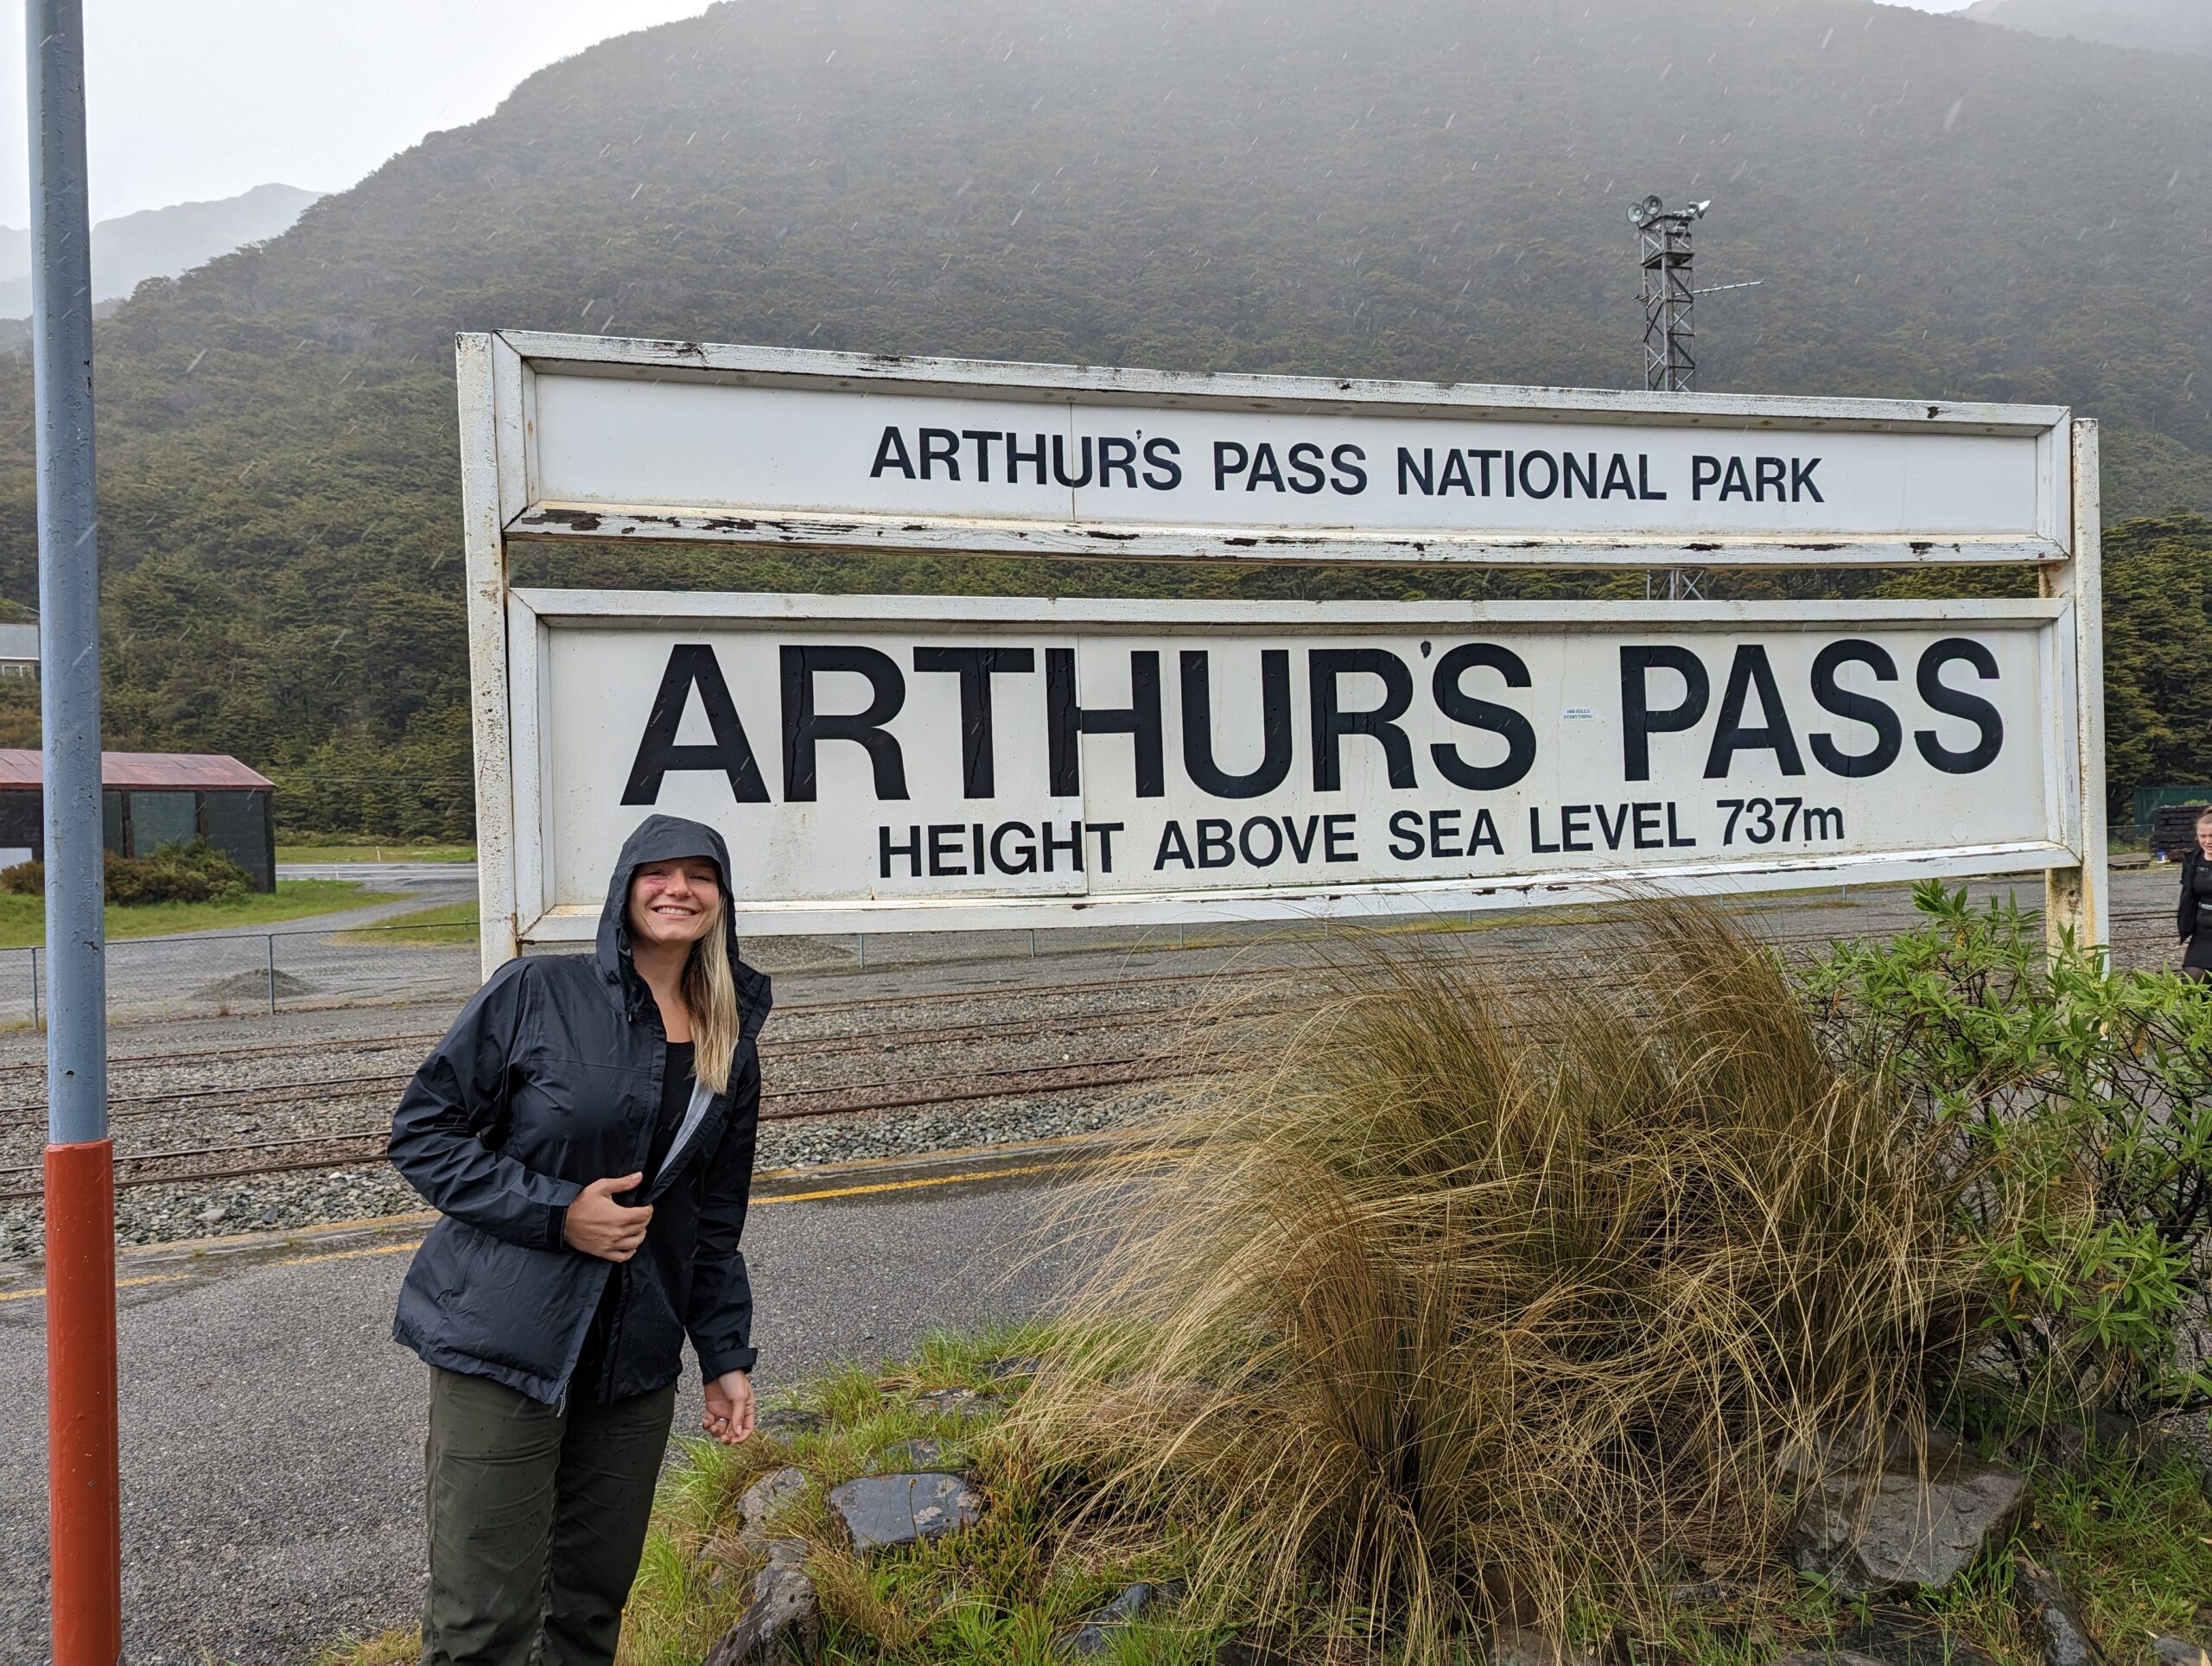 ARTHUR'S PASS NATIONAL PARK
ARTHUR'S PASS
HEIGHT ABOVE SEA LEVEL 737m